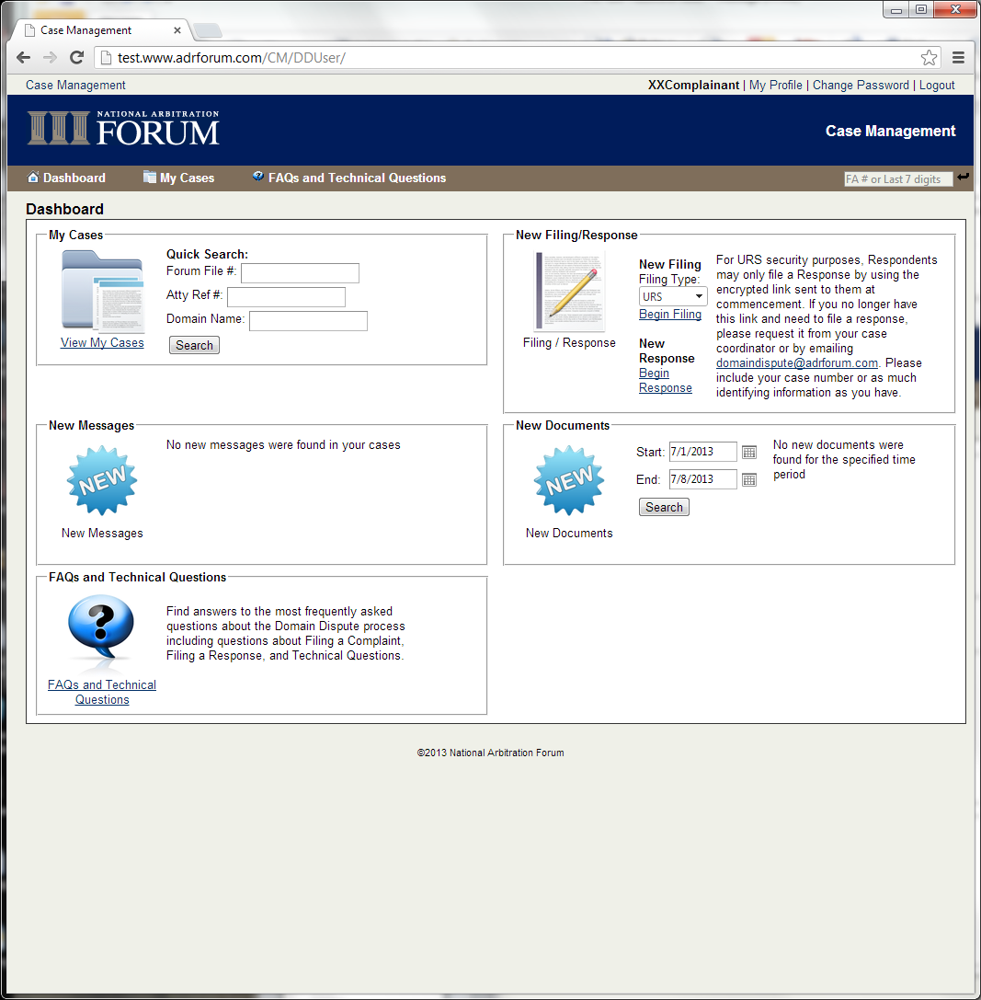 Case Management
test.www.adrforum.com/CM/DDUser/
Case Management
XXComplainant | My Profile | Change Password | Logout
NATIONAL ARBITRATION
FORUM
Case Management
Dashboard
My Cases
FAQs and Technical Questions
FA # or Last 7 digits
Dashboard
My Cases
View My Cases
Quick Search:
Forum File #:
Atty Ref #:
Domain Name:
Search
New Filing/Response
Filing / Response
New Filing
Filing Type:
URS
Begin Filing
New
Response
Begin
Response
For URS security purposes, Respondents
may only file a Response by using the
encrypted link sent to them at
commencement. If you no longer have
this link and need to file a response,
please request it from your case
coordinator or by emailing
domaindispute@adrforum.com. Please
include your case number or as much
identifying information as you have.
New Messages
NEW
New Messages
No new messages were found in your cases
New Documents
NEW
New Documents
Start: 7/1/2013
End: 7/8/2013
Search
No new documents were
found for the specified time
period
FAQs and Technical Questions
?
FAQs and Technical
Questions
Find answers to the most frequently asked
questions about the Domain Dispute process
including questions about Filing a Complaint,
Filing a Response, and Technical Questions.
©2013 National Arbitration Forum